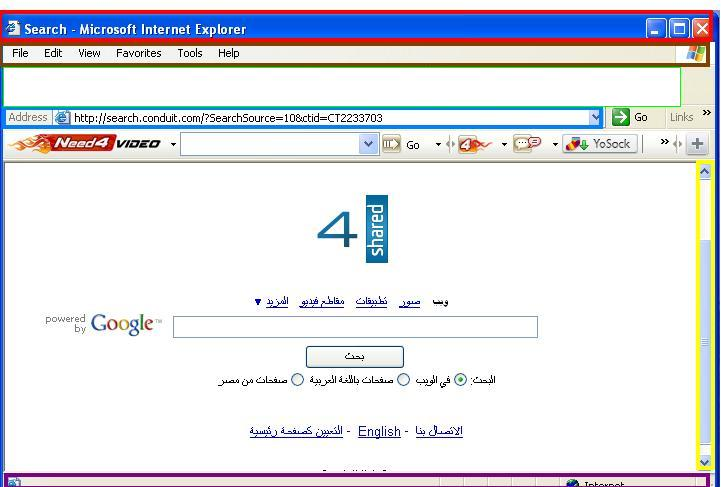 Search - Microsoft Internet Explorer
File Edit View Favorites Tools Help
Address http://search.conduit.com/?SearchSource=10&ctid=CT2233703 Go Links »
Need4 VIDEO Go YoSock »
4 shared
ويب صور تطبيقات مقاطع فيديو المزيد ▼
powered by Google™
بحث
البحث: في الويب صفحات باللغة العربية صفحات من مصر
الاتصال بنا - English - التعيين كصفحة رئيسية
Internet